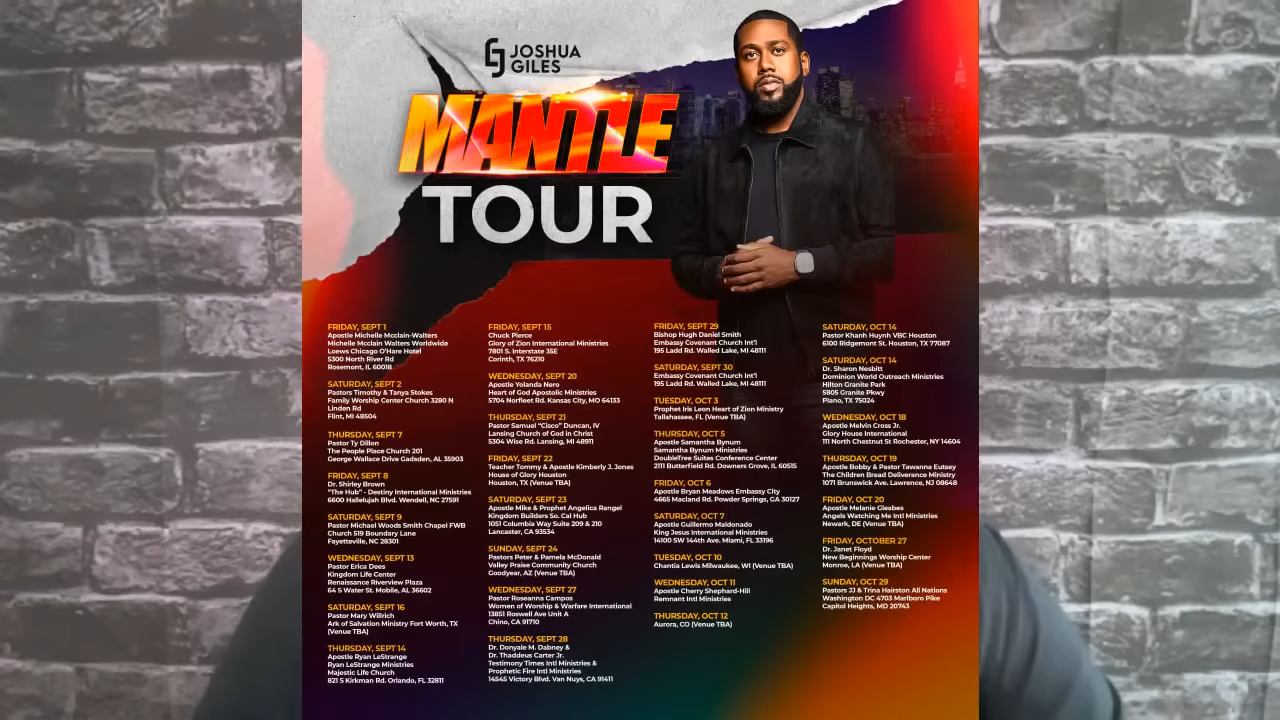 JOSHUA
GILES
MANTLE
TOUR
FRIDAY, SEPT 1
Apostle Michelle Mcclain-Walters
Michelle Mcclain Walters Worldwide
Loews Chicago O'Hare Hotel
5300 North River Rd
Rosemont, IL 60018
SATURDAY, SEPT 2
Pastors Timothy & Tanya Stokes
Family Worship Center Church 3280 N
Linden Rd
Flint, MI 48504
THURSDAY, SEPT 7
Pastor Ty Dillon
The People Place Church 201
George Wallace Drive Gadsden, AL 35903
FRIDAY, SEPT 8
Dr. Shirley Brown
"The Hub" - Destiny International Ministries
6600 Hallelujah Blvd. Wendell, NC 27591
SATURDAY, SEPT 9
Pastor Michael Woods Smith Chapel FWB
Church 519 Boundary Lane
Fayetteville, NC 28301
WEDNESDAY, SEPT 13
Pastor Erica Dees
Kingdom Life Center
Renaissance Riverview Plaza
64 S Water St. Mobile, AL 36602
SATURDAY, SEPT 16
Pastor Mary Willrich
Ark of Salvation Ministry Fort Worth, TX
(Venue TBA)
THURSDAY, SEPT 14
Apostle Ryan LeStrange
Ryan LeStrange Ministries
Majestic Life Church
821 S Kirkman Rd. Orlando, FL 32811
FRIDAY, SEPT 15
Chuck Pierce
Glory of Zion International Ministries
7801 S. Interstate 35E
Corinth, TX 76210
WEDNESDAY, SEPT 20
Apostle Yolanda Nero
Heart of God Apostolic Ministries
5704 Norfleet Rd. Kansas City, MO 64133
THURSDAY, SEPT 21
Pastor Samuel "Cisco" Duncan, IV
Lansing Church of God in Christ
5304 Wise Rd. Lansing, MI 48911
FRIDAY, SEPT 22
Teacher Tommy & Apostle Kimberly J. Jones
House of Glory Houston
Houston, TX (Venue TBA)
SATURDAY, SEPT 23
Apostle Mike & Prophet Angelica Rangel
Kingdom Builders So. Cal Hub
1051 Columbia Way Suite 209 & 210
Lancaster, CA 93534
SUNDAY, SEPT 24
Pastors Peter & Pamela McDonald
Valley Praise Community Church
Goodyear, AZ (Venue TBA)
WEDNESDAY, SEPT 27
Pastor Roseanna Campos
Women of Worship & Warfare International
13851 Roswell Ave Unit A
Chino, CA 91710
THURSDAY, SEPT 28
Dr. Donyale M. Dabney &
Dr. Thaddeus Carter Jr.
Testimony Times Intl Ministries &
Prophetic Fire Intl Ministries
14545 Victory Blvd. Van Nuys, CA 91411
FRIDAY, SEPT 29
Bishop Hugh Daniel Smith
Embassy Covenant Church Int'l
195 Ladd Rd. Walled Lake, MI 48111
SATURDAY, SEPT 30
Embassy Covenant Church Int'l
195 Ladd Rd. Walled Lake, MI 48111
TUESDAY, OCT 3
Prophet Iris Leon Heart of Zion Ministry
Tallahassee, FL (Venue TBA)
THURSDAY, OCT 5
Apostle Samantha Bynum
Samantha Bynum Ministries
DoubleTree Suites Conference Center
2111 Butterfield Rd. Downers Grove, IL 60515
FRIDAY, OCT 6
Apostle Bryan Meadows Embassy City
4665 Macland Rd. Powder Springs, GA 30127
SATURDAY, OCT 7
Apostle Guillermo Maldonado
King Jesus International Ministries
14100 SW 144th Ave. Miami, FL 33196
TUESDAY, OCT 10
Chantia Lewis Milwaukee, WI (Venue TBA)
WEDNESDAY, OCT 11
Apostle Cherry Shephard-Hill
Remnant Intl Ministries
THURSDAY, OCT 12
Aurora, CO (Venue TBA)
SATURDAY, OCT 14
Pastor Khanh Huynh VBC Houston
6100 Ridgemont St. Houston, TX 77087
SATURDAY, OCT 14
Dr. Sharon Nesbitt
Dominion World Outreach Ministries
Hilton Granite Park
5805 Granite Pkwy
Plano, TX 75024
WEDNESDAY, OCT 18
Apostle Melvin Cross Jr.
Glory House International
111 North Chestnut St Rochester, NY 14604
THURSDAY, OCT 19
Apostle Bobby & Pastor Tawanna Eutsey
The Children Bread Deliverance Ministry
1071 Brunswick Ave. Lawrence, NJ 08648
FRIDAY, OCT 20
Apostle Melanie Gleabes
Angels Watching Me Intl Ministries
Newark, DE (Venue TBA)
FRIDAY, OCTOBER 27
Dr. Janet Floyd
New Beginnings Worship Center
Monroe, LA (Venue TBA)
SUNDAY, OCT 29
Pastors JJ & Trina Hairston All Nations
Washington DC 4703 Marlboro Pike
Capitol Heights, MD 20743